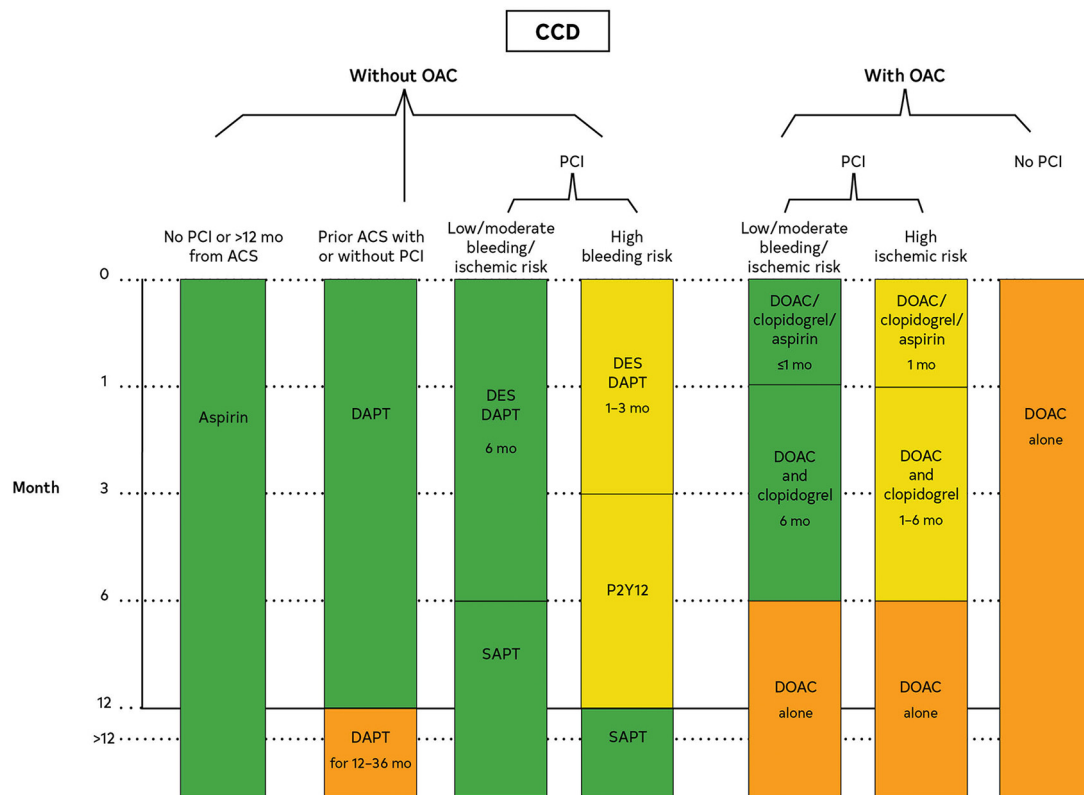 CCD
Without OAC
With OAC
PCI
PCI
No PCI
No PCI or >12 mo
from ACS
Prior ACS with
or without PCI
Low/moderate
bleeding/
ischemic risk
High
bleeding risk
Low/moderate
bleeding/
ischemic risk
High
ischemic risk
Month
0
1
3
6
12
>12
Aspirin
DAPT
DAPT
for 12–36 mo
DES
DAPT
6 mo
SAPT
DES
DAPT
1–3 mo
P2Y12
SAPT
DOAC/
clopidogrel/
aspirin
≤1 mo
DOAC
and
clopidogrel
6 mo
DOAC
alone
DOAC/
clopidogrel/
aspirin
1 mo
DOAC
and
clopidogrel
1–6 mo
DOAC
alone
DOAC
alone